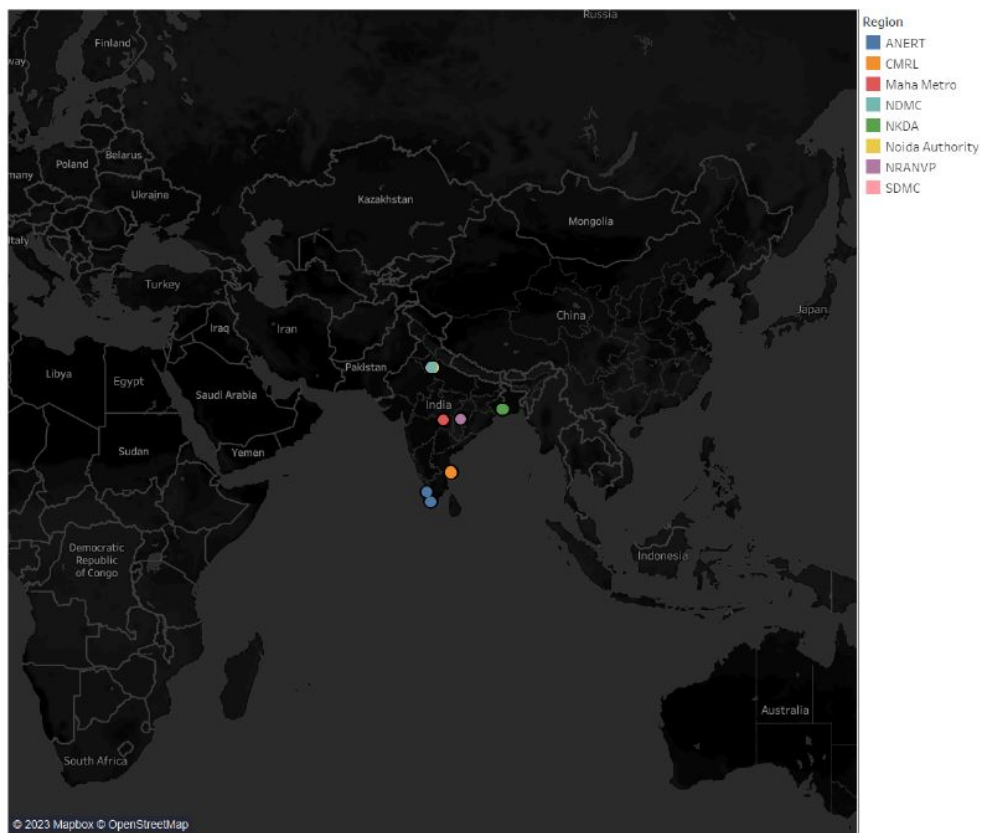 Russia
Finland
way
Poland
Belarus
many
Ukraine
Kazakhstan
Mongolia
Italy
Turkey
China
Japan
Iraq
Iran
Pakistan
Libya
Egypt
Saudi Arabia
India
Sudan
Yemen
Democratic
Republic
of Congo
Indonesia
Australia
South Africa
© 2023 Mapbox © OpenStreetMap
Region
ANERT
CMRL
Maha Metro
NDMC
NKDA
Noida Authority
NRANVP
SDMC